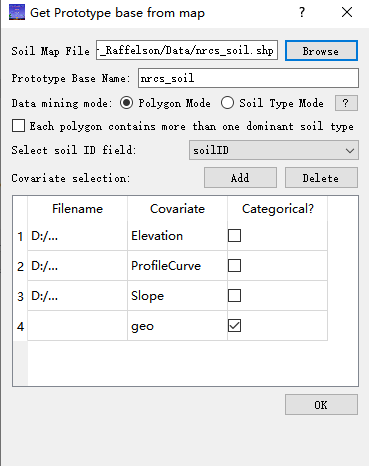 Get Prototype base from map ? ×
Soil Map File r_Raffelson/Data/nrcs_soil.shp Browse
Prototype Base Name: nrcs_soil
Data mining mode: Polygon Mode Soil Type Mode ?
Each polygon contains more than one dominant soil type
Select soil ID field: soilID
Covariate selection: Add Delete
Filename Covariate Categorical?
1 D:/... Elevation
2 D:/... ProfileCurve
3 D:/... Slope
4 geo
OK